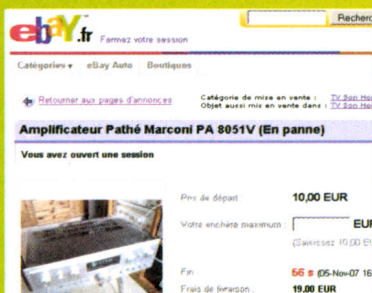 ebY.fr Fermez votre session
Recherc
Catégories ▾ eBay Auto Boutiques
Retourner aux pages d'annonces
Catégorie de mise en vente : TV Son Ho
Objet aussi mis en vente dans : TV Son Ho
Amplificateur Pathé Marconi PA 8051V (En panne)
Vous avez ouvert une session
Prix de départ 10,00 EUR
Votre enchère maximum : EUR
(Saisissez 10,00 EU
Fin 56 s (05-Nov-07 16
Frais de livraison : 19,00 EUR